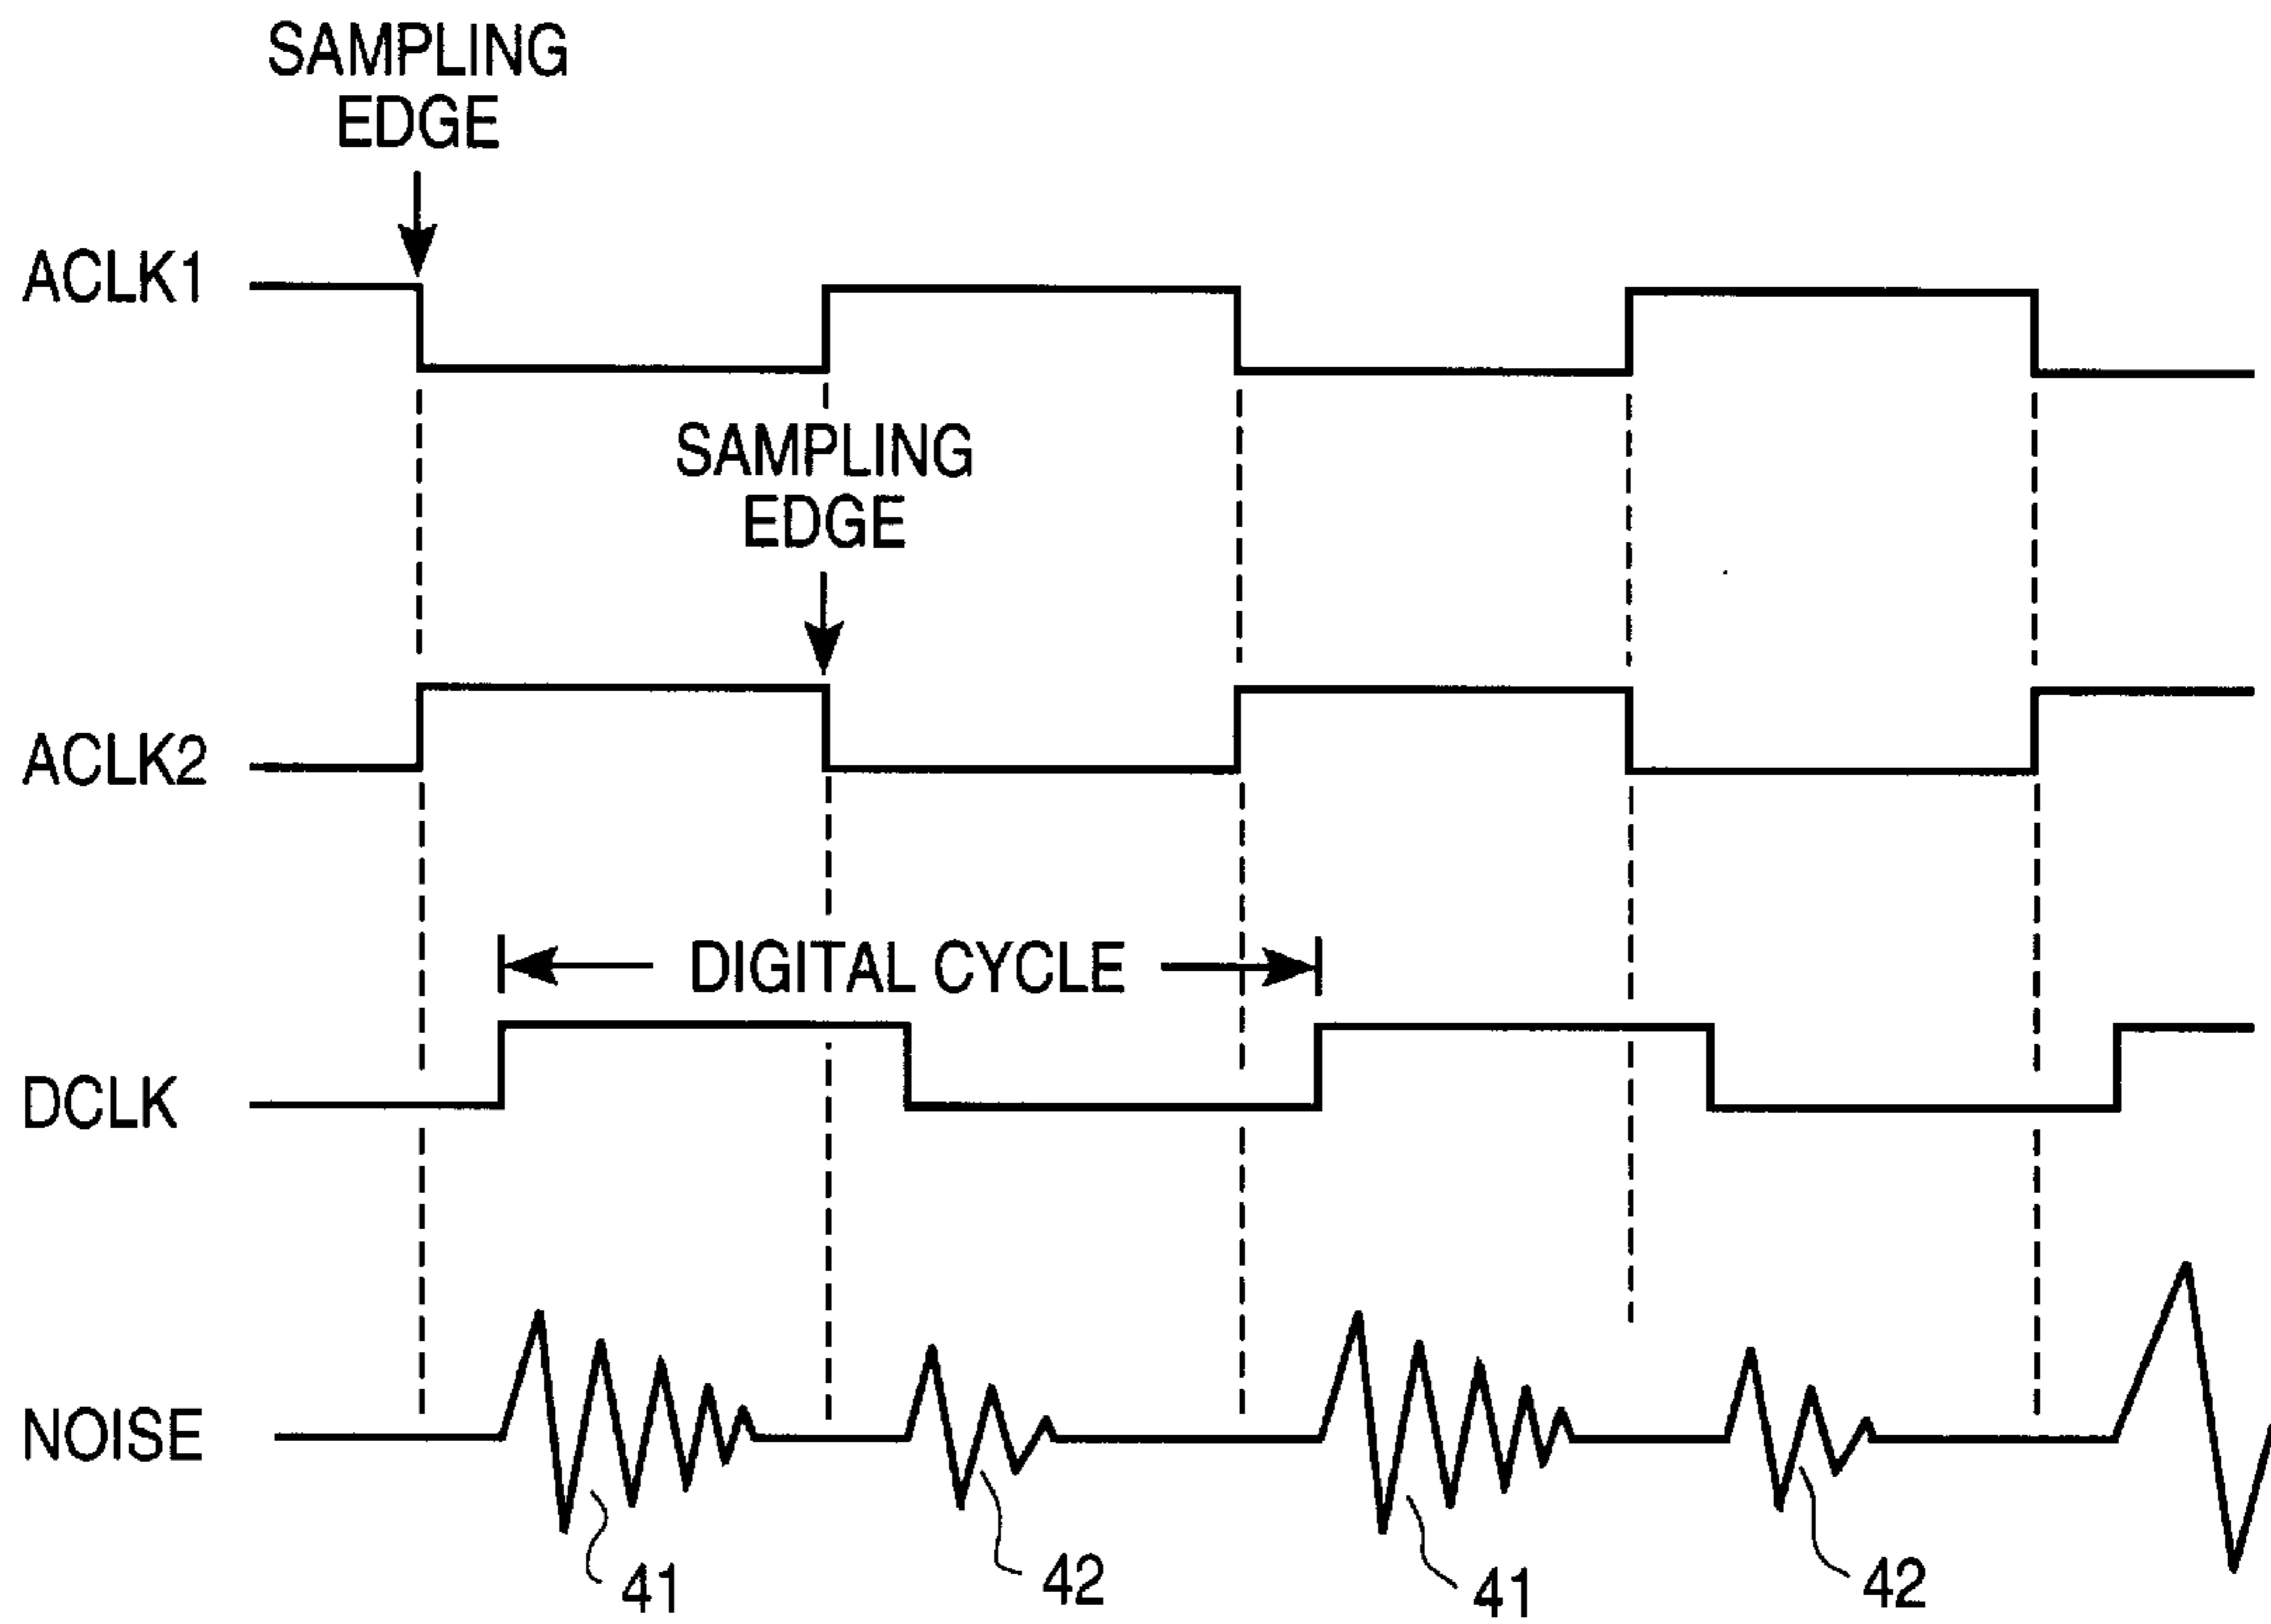 SAMPLING
EDGE
ACLK1
SAMPLING
EDGE
ACLK2
DIGITAL CYCLE
DCLK
NOISE
41
42
41
42